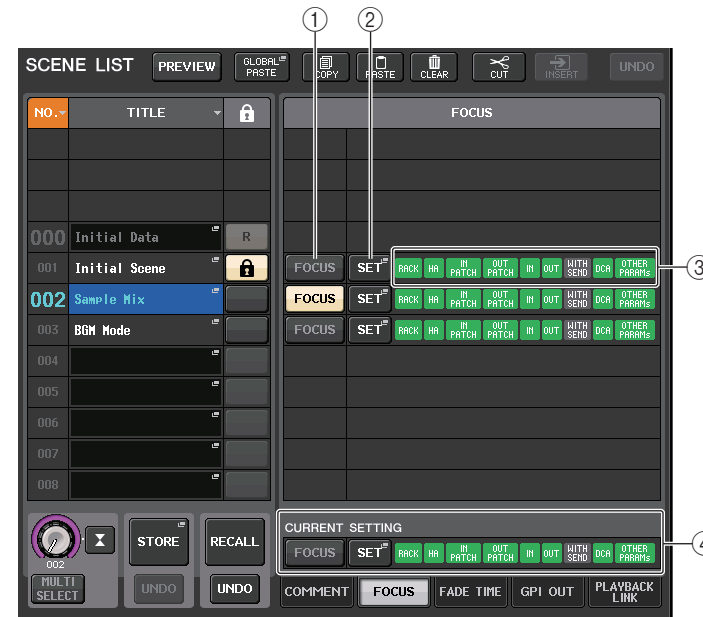 ① ②
SCENE LIST PREVIEW GLOBAL PASTE COPY PASTE CLEAR CUT INSERT UNDO
NO. TITLE FOCUS
000 Initial Data R
001 Initial Scene FOCUS SET RACK HA IN PATCH OUT PATCH IN OUT WITH SEND DCA OTHER PARAMs ③
002 Sample Mix FOCUS SET RACK HA IN PATCH OUT PATCH IN OUT WITH SEND DCA OTHER PARAMs
003 BGM Mode FOCUS SET RACK HA IN PATCH OUT PATCH IN OUT WITH SEND DCA OTHER PARAMs
004
005
006
007
008
CURRENT SETTING
FOCUS SET RACK HA IN PATCH OUT PATCH IN OUT WITH SEND DCA OTHER PARAMs ④
STORE RECALL
002
MULTI SELECT UNDO UNDO
COMMENT FOCUS FADE TIME GPI OUT PLAYBACK LINK